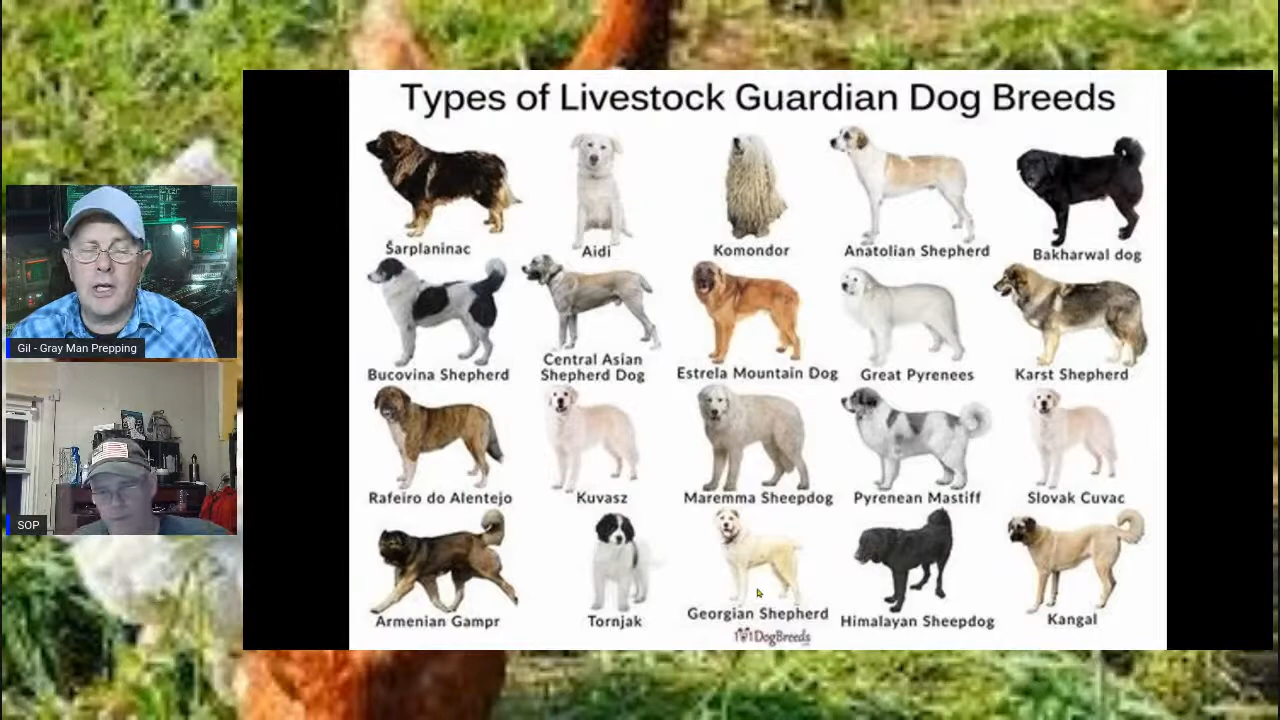 Types of Livestock Guardian Dog Breeds
Šarplaninac
Aidi
Komondor
Anatolian Shepherd
Bakharwal dog
Bucovina Shepherd
Central Asian
Shepherd Dog
Estrela Mountain Dog
Great Pyrenees
Karst Shepherd
Rafeiro do Alentejo
Kuvasz
Maremma Sheepdog
Pyrenean Mastiff
Slovak Cuvac
Armenian Gampr
Tornjak
Georgian Shepherd
Himalayan Sheepdog
Kangal
101DogBreeds
Gil - Gray Man Prepping
SOP